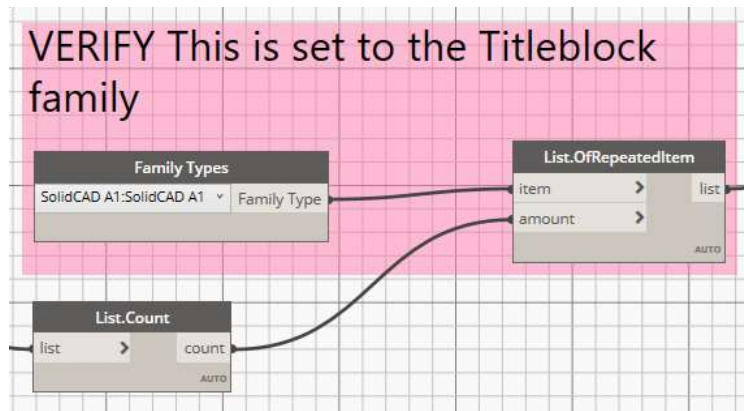 VERIFY This is set to the Titleblock
family
Family Types
SolidCAD A1:SolidCAD A1 Family Type
List.OfRepeatedItem
item > list
amount >
AUTO
List.Count
list > count
AUTO